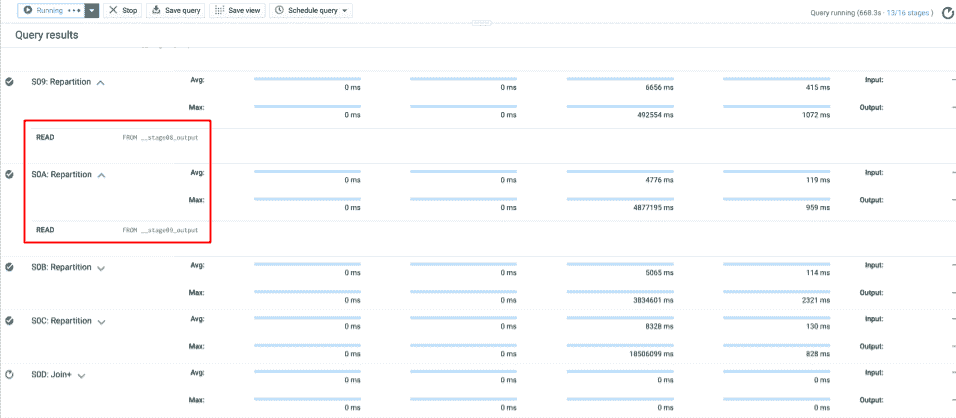 Running ••• Stop Save query Save view Schedule query Query running (668.3s · 13/16 stages )
Query results
S09: Repartition Avg: 0 ms 0 ms 6656 ms 415 ms Input: –
Max: 0 ms 0 ms 492554 ms 1072 ms Output: –
READ FROM __stage08_output
S0A: Repartition Avg: 0 ms 0 ms 4776 ms 119 ms Input: –
Max: 0 ms 0 ms 4877195 ms 959 ms Output: –
READ FROM __stage09_output
S0B: Repartition Avg: 0 ms 0 ms 5065 ms 114 ms Input: –
Max: 0 ms 0 ms 3834601 ms 2321 ms Output: –
S0C: Repartition Avg: 0 ms 0 ms 8328 ms 130 ms Input: –
Max: 0 ms 0 ms 18506099 ms 828 ms Output: –
S0D: Join+ Avg: 0 ms 0 ms 0 ms 0 ms Input: –
Max: 0 ms 0 ms 0 ms 0 ms Output: –